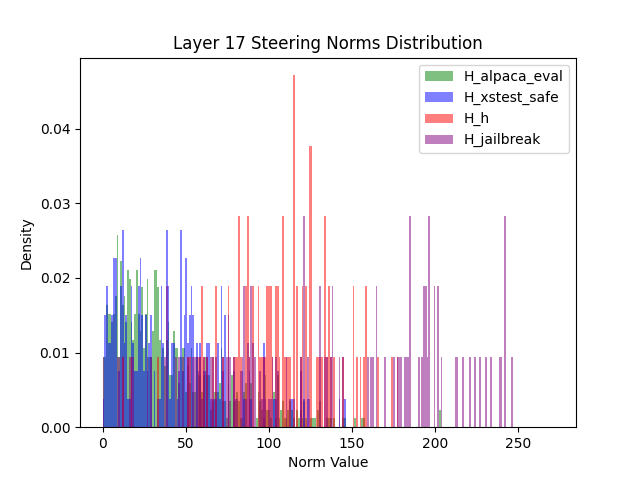 Layer 17 Steering Norms Distribution
H_alpaca_eval
H_xstest_safe
H_h
H_jailbreak
Density
0.04
0.03
0.02
0.01
0.00
0 50 100 150 200 250
Norm Value